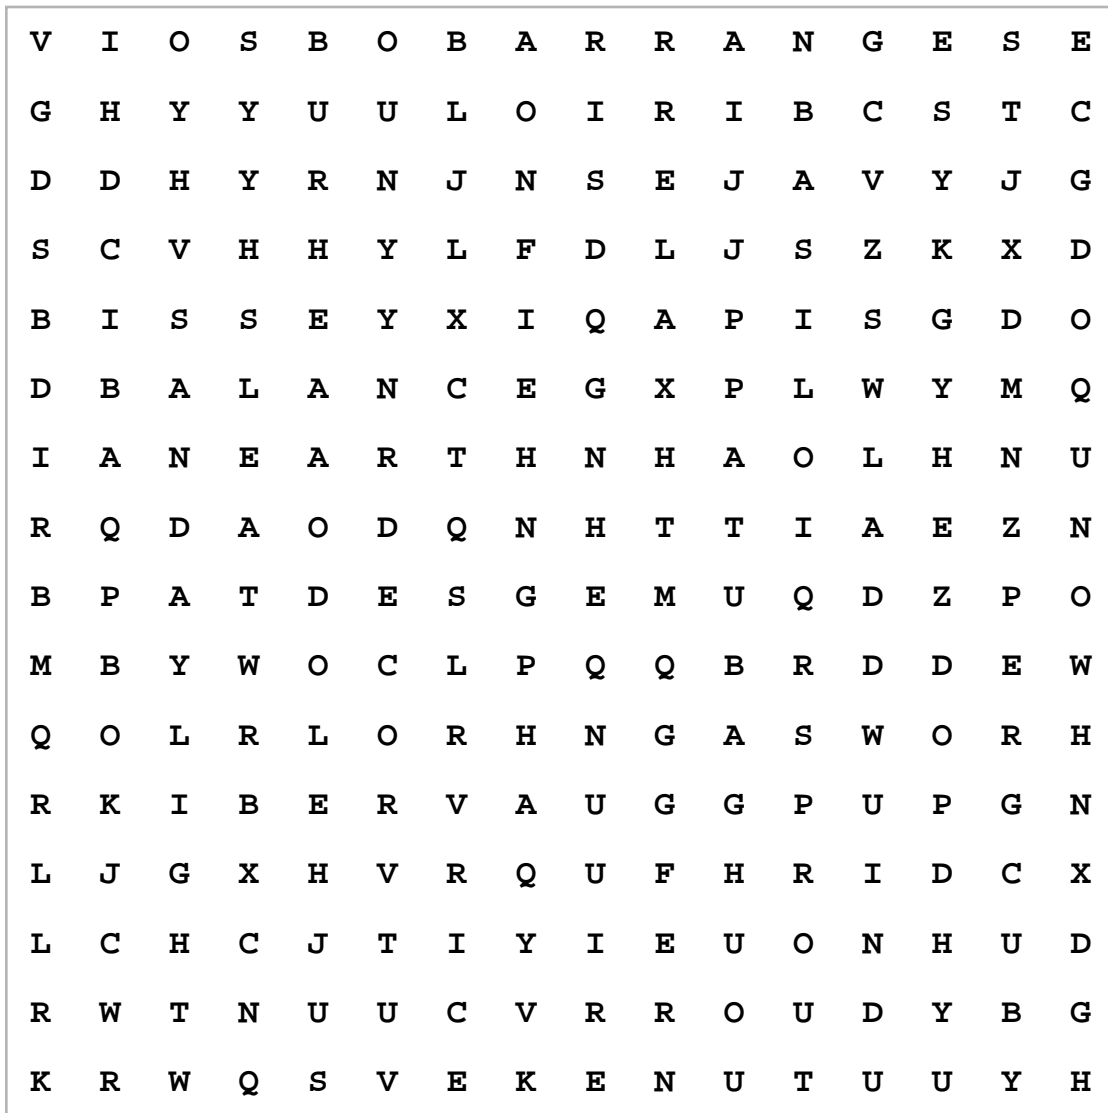 V I O S B O B A R R A N G E S E
G H Y Y U U L O I R I B C S T C
D D H Y R N J N S E J A V Y J G
S C V H H Y L F D L J S Z K X D
B I S S E Y X I Q A P I S G D O
D B A L A N C E G X P L W Y M Q
I A N E A R T H N H A O L H N U
R Q D A O D Q N H T T I A E Z N
B P A T D E S G E M U Q D Z P O
M B Y W O C L P Q Q B R D D E W
Q O L R L O R H N G A S W O R H
R K I B E R V A U G G P U P G N
L J G X H V R Q U F H R I D C X
L C H C J T I Y I E U O N H U D
R W T N U U C V R R O U D Y B G
K R W Q S V E K E N U T U U Y H